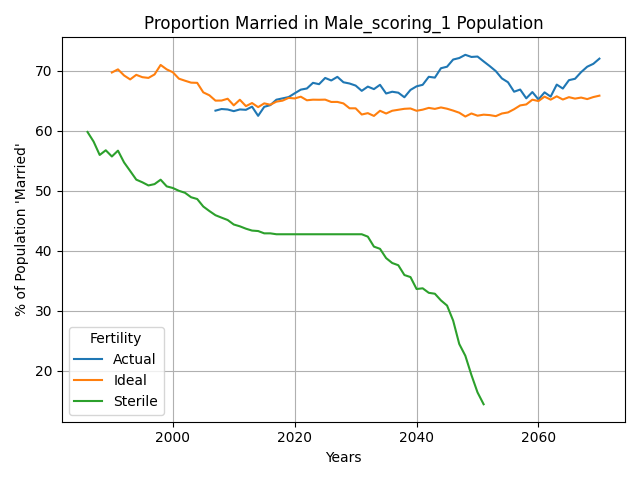 Proportion Married in Male_scoring_1 Population
% of Population 'Married'
70
60
50
40
30
20
Fertility
Actual
Ideal
Sterile
2000
2020
2040
2060
Years